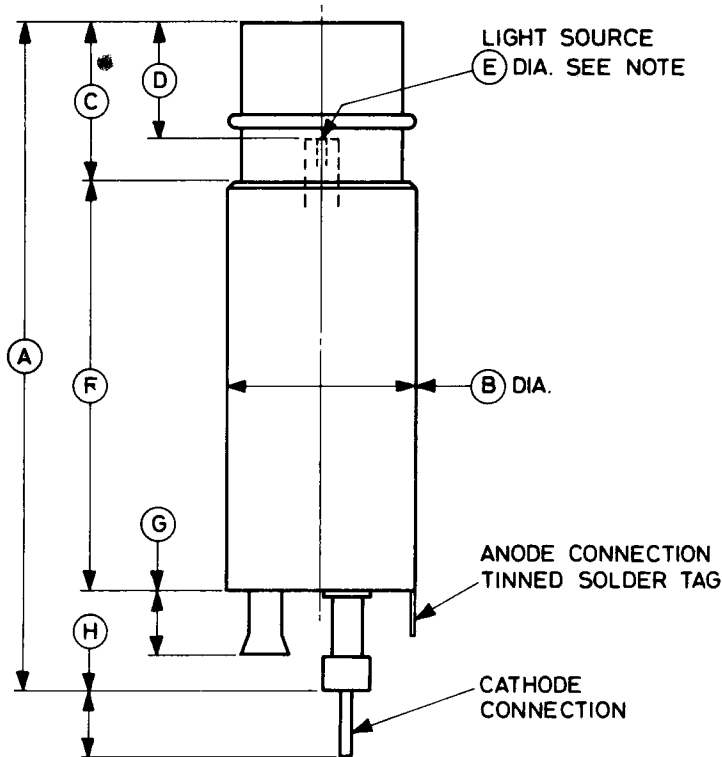 LIGHT SOURCE
E DIA. SEE NOTE
D
C
A
F
B DIA.
G
ANODE CONNECTION
TINNED SOLDER TAG
H
CATHODE
CONNECTION